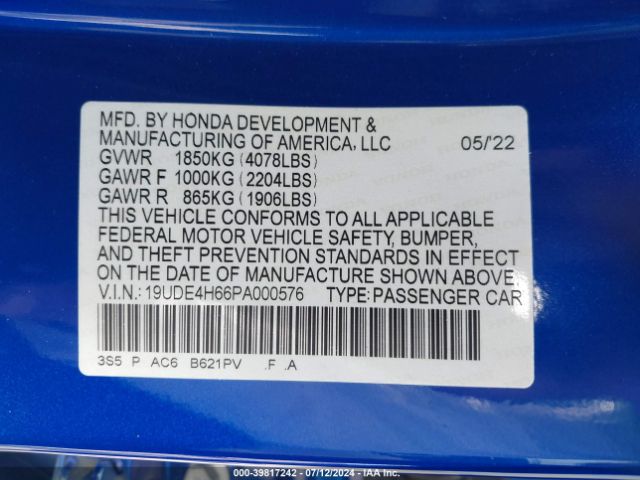 MFD. BY HONDA DEVELOPMENT &
MANUFACTURING OF AMERICA, LLC 05/'22
GVWR 1850KG (4078LBS)
GAWR F 1000KG (2204LBS)
GAWR R 865KG (1906LBS)
THIS VEHICLE CONFORMS TO ALL APPLICABLE
FEDERAL MOTOR VEHICLE SAFETY, BUMPER,
AND THEFT PREVENTION STANDARDS IN EFFECT
ON THE DATE OF MANUFACTURE SHOWN ABOVE.
V.I.N.: 19UDE4H66PA000576 TYPE: PASSENGER CAR
3S5 P AC6 B621PV .F .A
000-39817242 - 07/12/2024 - IAAI.COM